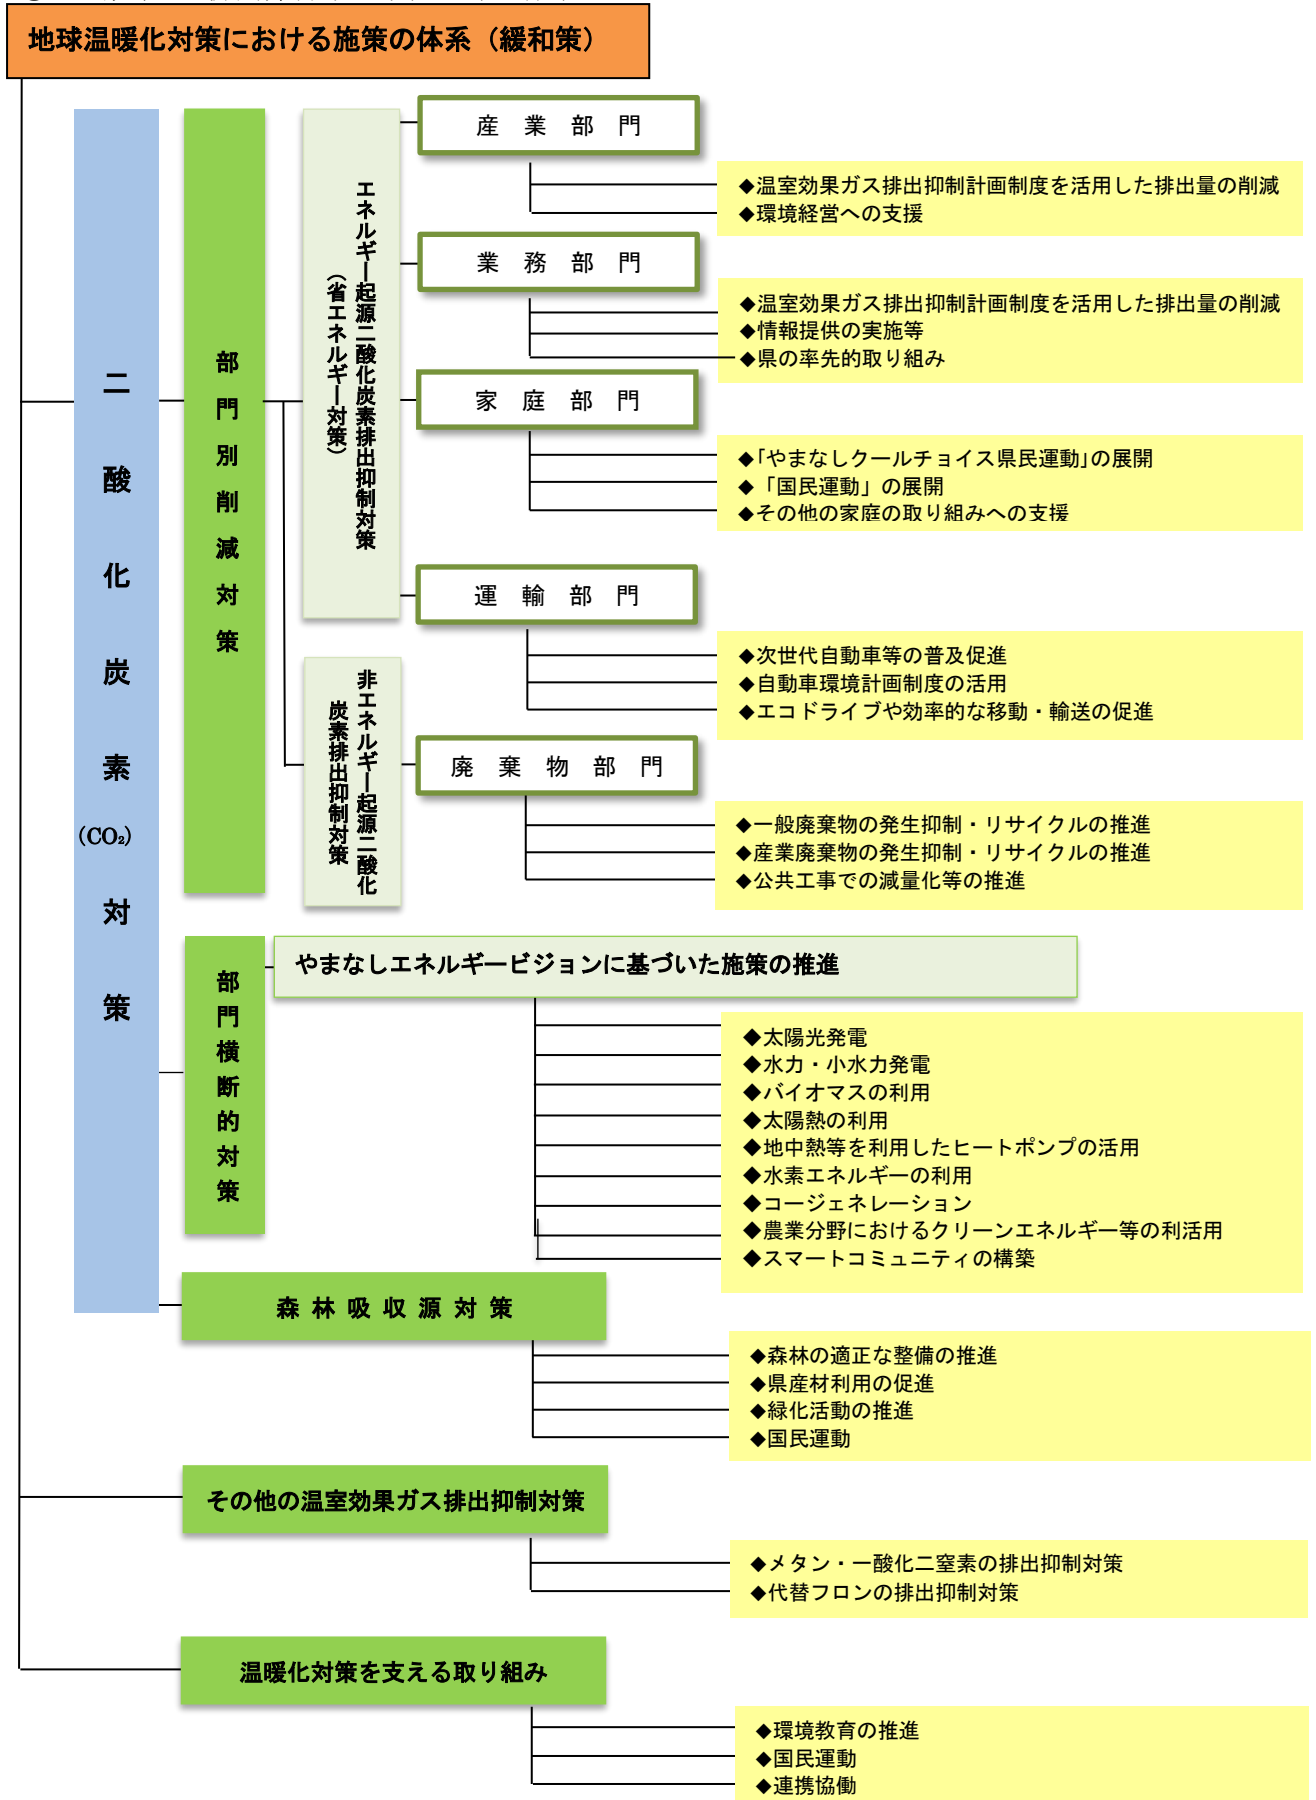 地球温暖化対策における施策の体系（緩和策）
二酸化炭素(CO₂)対策
部門別削減対策
エネルギー起源二酸化炭素排出抑制対策
（省エネルギー対策）
産業部門
◆温室効果ガス排出抑制計画制度を活用した排出量の削減
◆環境経営への支援
業務部門
◆温室効果ガス排出抑制計画制度を活用した排出量の削減
◆情報提供の実施等
◆県の率先的取り組み
家庭部門
◆「やまなしクールチョイス県民運動」の展開
◆「国民運動」の展開
◆その他の家庭の取り組みへの支援
運輸部門
◆次世代自動車等の普及促進
◆自動車環境計画制度の活用
◆エコドライブや効率的な移動・輸送の促進
非エネルギー起源二酸化
炭素排出抑制対策
廃棄物部門
◆一般廃棄物の発生抑制・リサイクルの推進
◆産業廃棄物の発生抑制・リサイクルの推進
◆公共工事での減量化等の推進
部門横断的対策
やまなしエネルギービジョンに基づいた施策の推進
◆太陽光発電
◆水力・小水力発電
◆バイオマスの利用
◆太陽熱の利用
◆地中熱等を利用したヒートポンプの活用
◆水素エネルギーの利用
◆コージェネレーション
◆農業分野におけるクリーンエネルギー等の利活用
◆スマートコミュニティの構築
森林吸収源対策
◆森林の適正な整備の推進
◆県産材利用の促進
◆緑化活動の推進
◆国民運動
その他の温室効果ガス排出抑制対策
◆メタン・一酸化二窒素の排出抑制対策
◆代替フロンの排出抑制対策
温暖化対策を支える取り組み
◆環境教育の推進
◆国民運動
◆連携協働